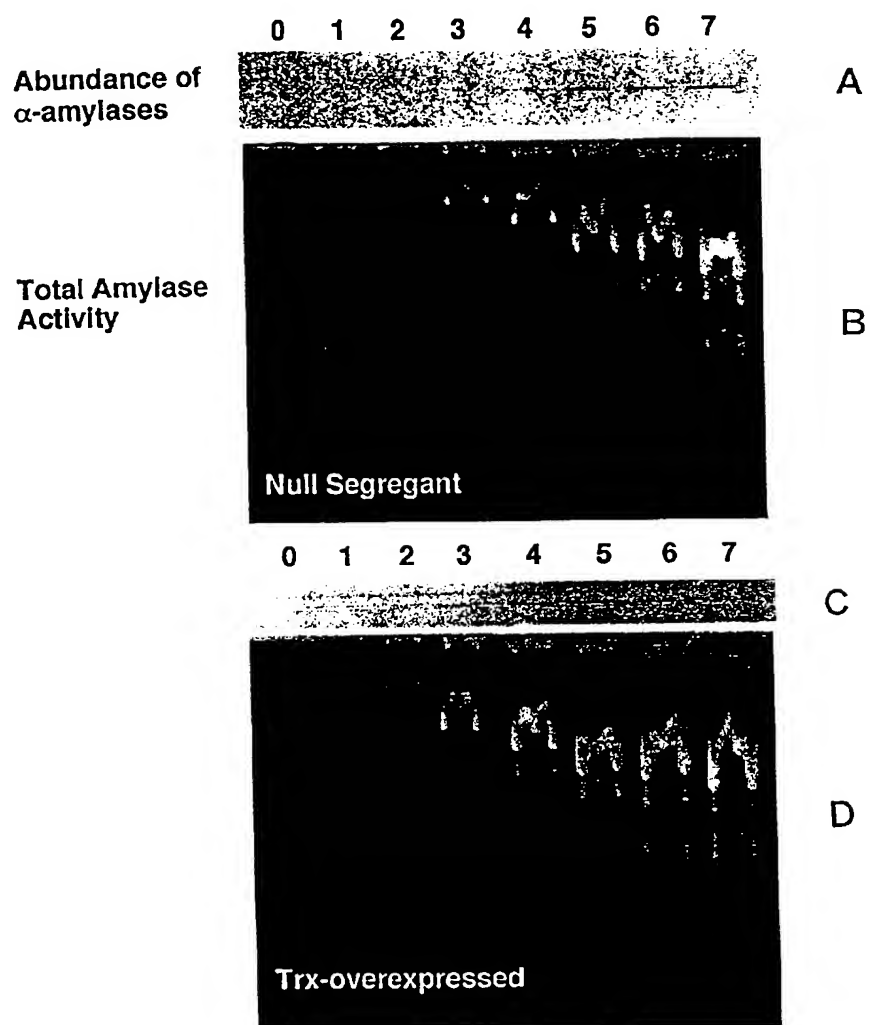 0 1 2 3 4 5 6 7
Abundance of
α-amylases
A
Total Amylase
Activity
B
Null Segregant
0 1 2 3 4 5 6 7
C
D
Trx-overexpressed